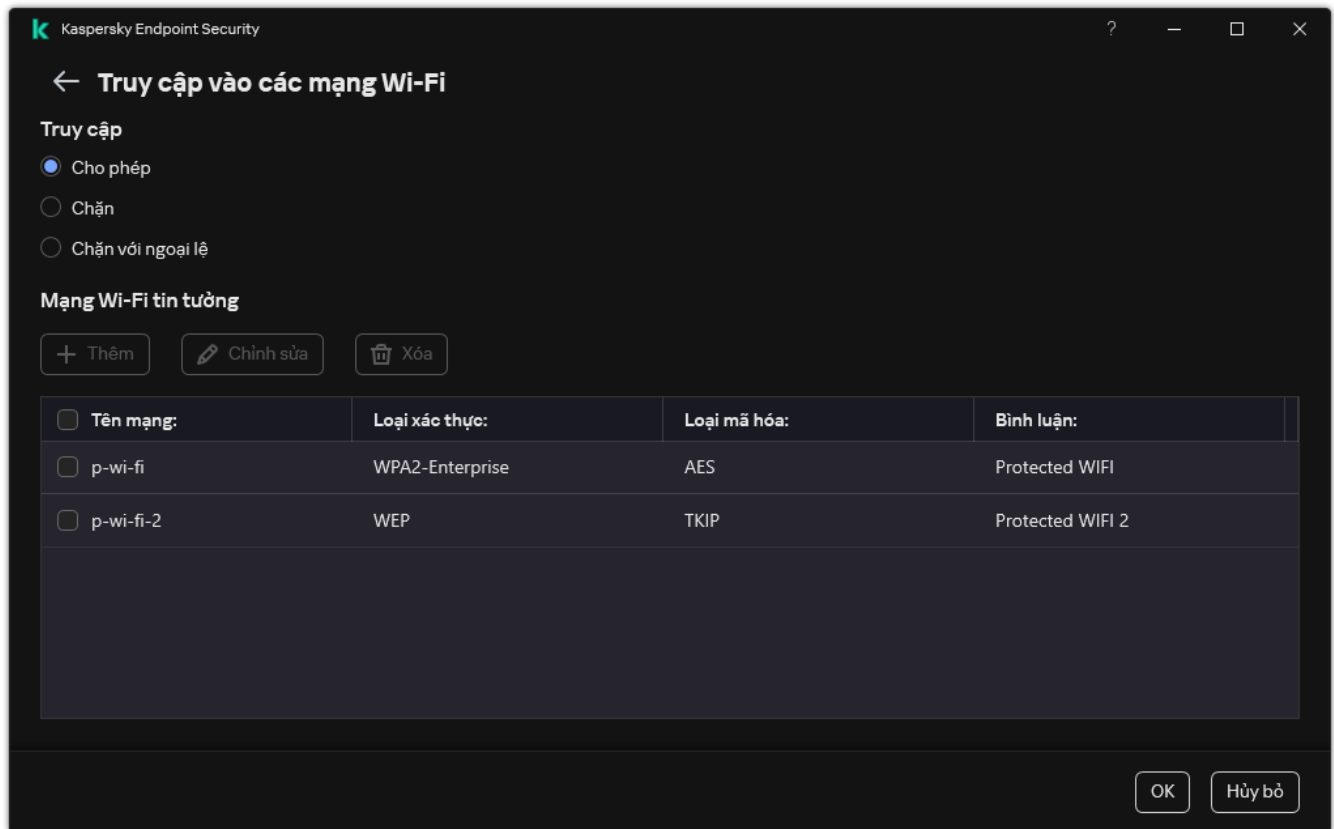 Kaspersky Endpoint Security ?
Truy cập vào các mạng Wi-Fi
Truy cập
Cho phép
Chặn
Chặn với ngoại lệ
Mạng Wi-Fi tin tưởng
Thêm Chỉnh sửa Xóa
Tên mạng: Loại xác thực: Loại mã hóa: Bình luận:
p-wi-fi WPA2-Enterprise AES Protected WIFI
p-wi-fi-2 WEP TKIP Protected WIFI 2
OK Hủy bỏ